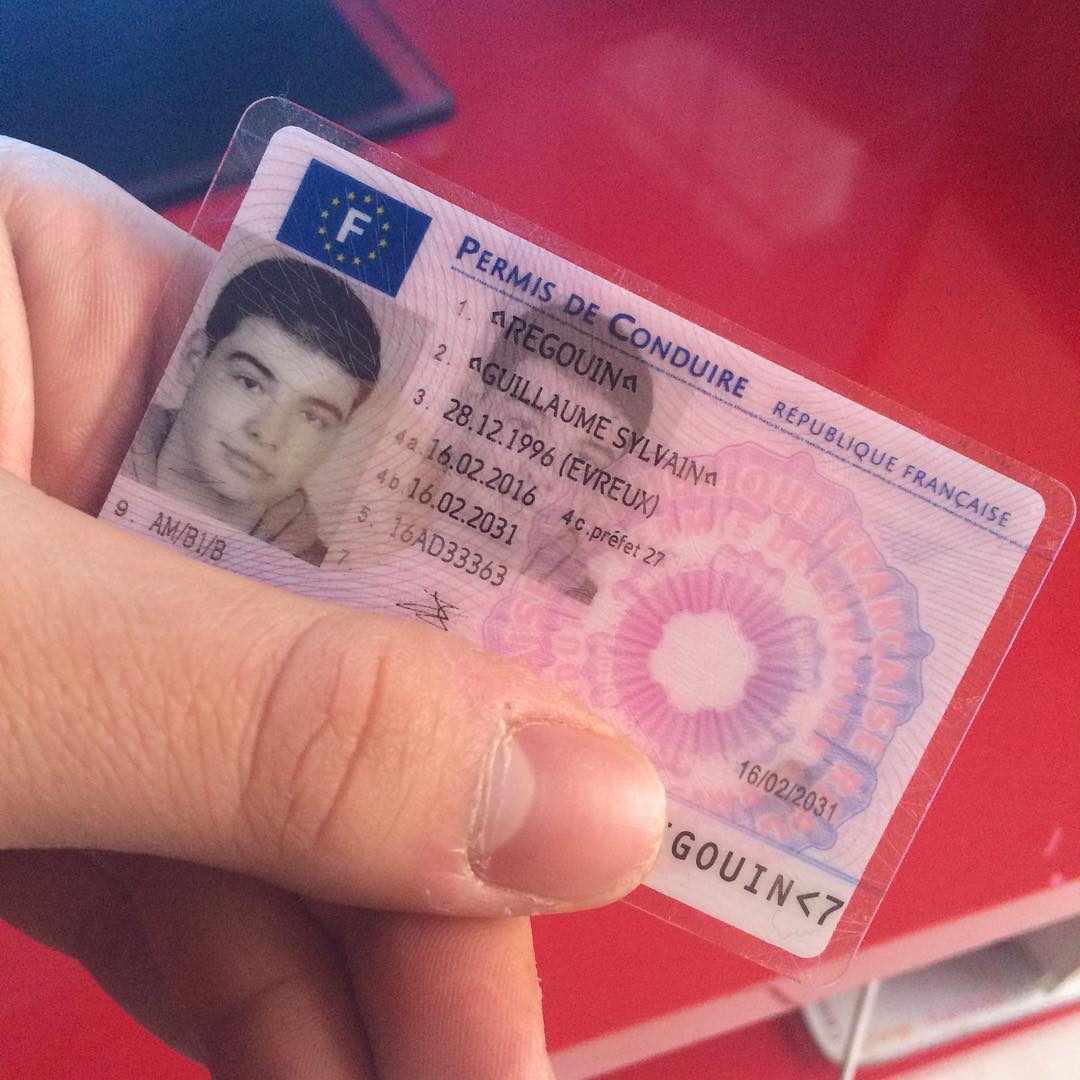 F
PERMIS DE CONDUIRE RÉPUBLIQUE FRANÇAISE
1. ¤REGOUIN¤
2. ¤GUILLAUME SYLVAIN¤
3. 28.12.1996 (EVREUX)
4a.16.02.2016 4c.préfet 27
4b.16.02.2031
5. 16AD33363
7
9. AM/B1/B
16/02/2031
GOUIN<7